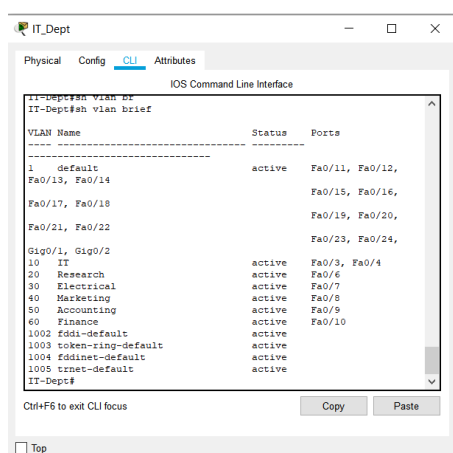 IT_Dept
Physical Config CLI Attributes
IOS Command Line Interface
IT-Dept#sh vlan br
IT-Dept#sh vlan brief
VLAN Name Status Ports
---- -------------------------------- ---------
-------------------------------
1 default active Fa0/11, Fa0/12,
Fa0/13, Fa0/14
Fa0/15, Fa0/16,
Fa0/17, Fa0/18
Fa0/19, Fa0/20,
Fa0/21, Fa0/22
Fa0/23, Fa0/24,
Gig0/1, Gig0/2
10 IT active Fa0/3, Fa0/4
20 Research active Fa0/6
30 Electrical active Fa0/7
40 Marketing active Fa0/8
50 Accounting active Fa0/9
60 Finance active Fa0/10
1002 fddi-default active
1003 token-ring-default active
1004 fddinet-default active
1005 trnet-default active
IT-Dept#
Ctrl+F6 to exit CLI focus
Copy Paste
Top